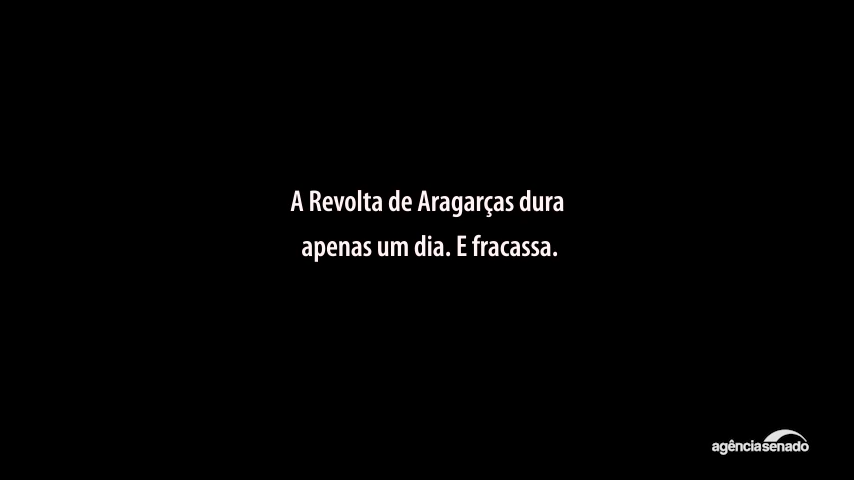 A Revolta de Aragarças dura
apenas um dia. E fracassa.
agênciasenado